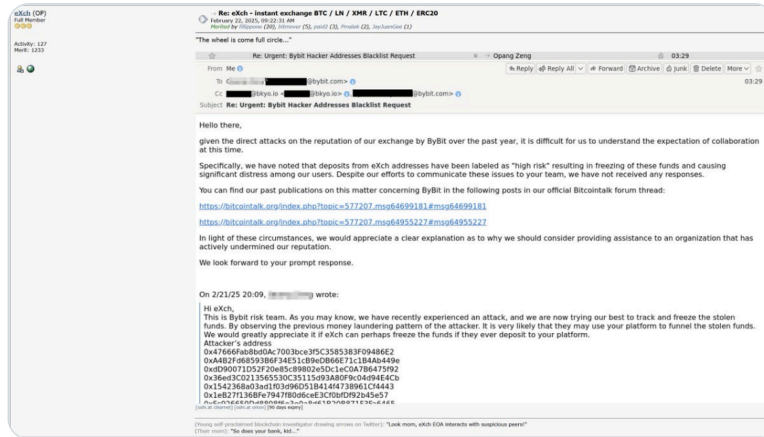 eXch (OP)
Full Member
Activity: 127
Merit: 1233
Re: eXch - instant exchange BTC / LN / XMR / LTC / ETH / ERC20
February 22, 2025, 09:22:31 AM
Merited by fillippone (20), ldtrnover (5), paid2 (3), Pmalek (2), JayJuanGee (1)
"The wheel is come full circle..."
Re: Urgent: Bybit Hacker Addresses Blacklist Request
Opang Zeng
03:29
From Me
Reply Reply All Forward Archive Junk Delete More
To @bybit.com>
03:29
Cc @bkyo.io < @bkyo.io> @bybit.com>
Subject Re: Urgent: Bybit Hacker Addresses Blacklist Request
Hello there,
given the direct attacks on the reputation of our exchange by ByBit over the past year, it is difficult for us to understand the expectation of collaboration
at this time.
Specifically, we have noted that deposits from eXch addresses have been labeled as "high risk" resulting in freezing of these funds and causing
significant distress among our users. Despite our efforts to communicate these issues to your team, we have not received any responses.
You can find our past publications on this matter concerning ByBit in the following posts in our official Bitcointalk forum thread:
https://bitcointalk.org/index.php?topic=577207.msg64699181#msg64699181
https://bitcointalk.org/index.php?topic=577207.msg64955227#msg64955227
In light of these circumstances, we would appreciate a clear explanation as to why we should consider providing assistance to an organization that has
actively undermined our reputation.
We look forward to your prompt response.
On 2/21/25 20:09, wrote:
Hi eXch,
This is Bybit risk team. As you may know, we have recently experienced an attack, and we are now trying our best to track and freeze the stolen
funds. By observing the previous money laundering pattern of the attacker. It is very likely that they may use your platform to funnel the stolen funds.
We would greatly appreciate it if eXch can perhaps freeze the funds if they ever deposit to your platform.
Attacker's address
0x47666Fab8bd0Ac7003bce3f5C3585383F09486E2
0xA4B2Fd68593B6F34E51cB9eDB66E71c1B4Ab449e
0xdD90071D52F20e85c89802e5Dc1eC0A7B6475f92
0x36ed3C0213565530C35115d93A80F9c04d94E4Cb
0x1542368a03ad1f03d96D51B414f4738961Cf4443
0x1eB27f136BFe7947f80d6ceE3Cf0bfDf92b45e57
[90 days expiry]
(Young self-proclaimed blockchain investigator drawing arrows on Twitter): "Look mom, eXch EOA interacts with suspicious peers!"
(Their mom): "So does your bank, kid..."